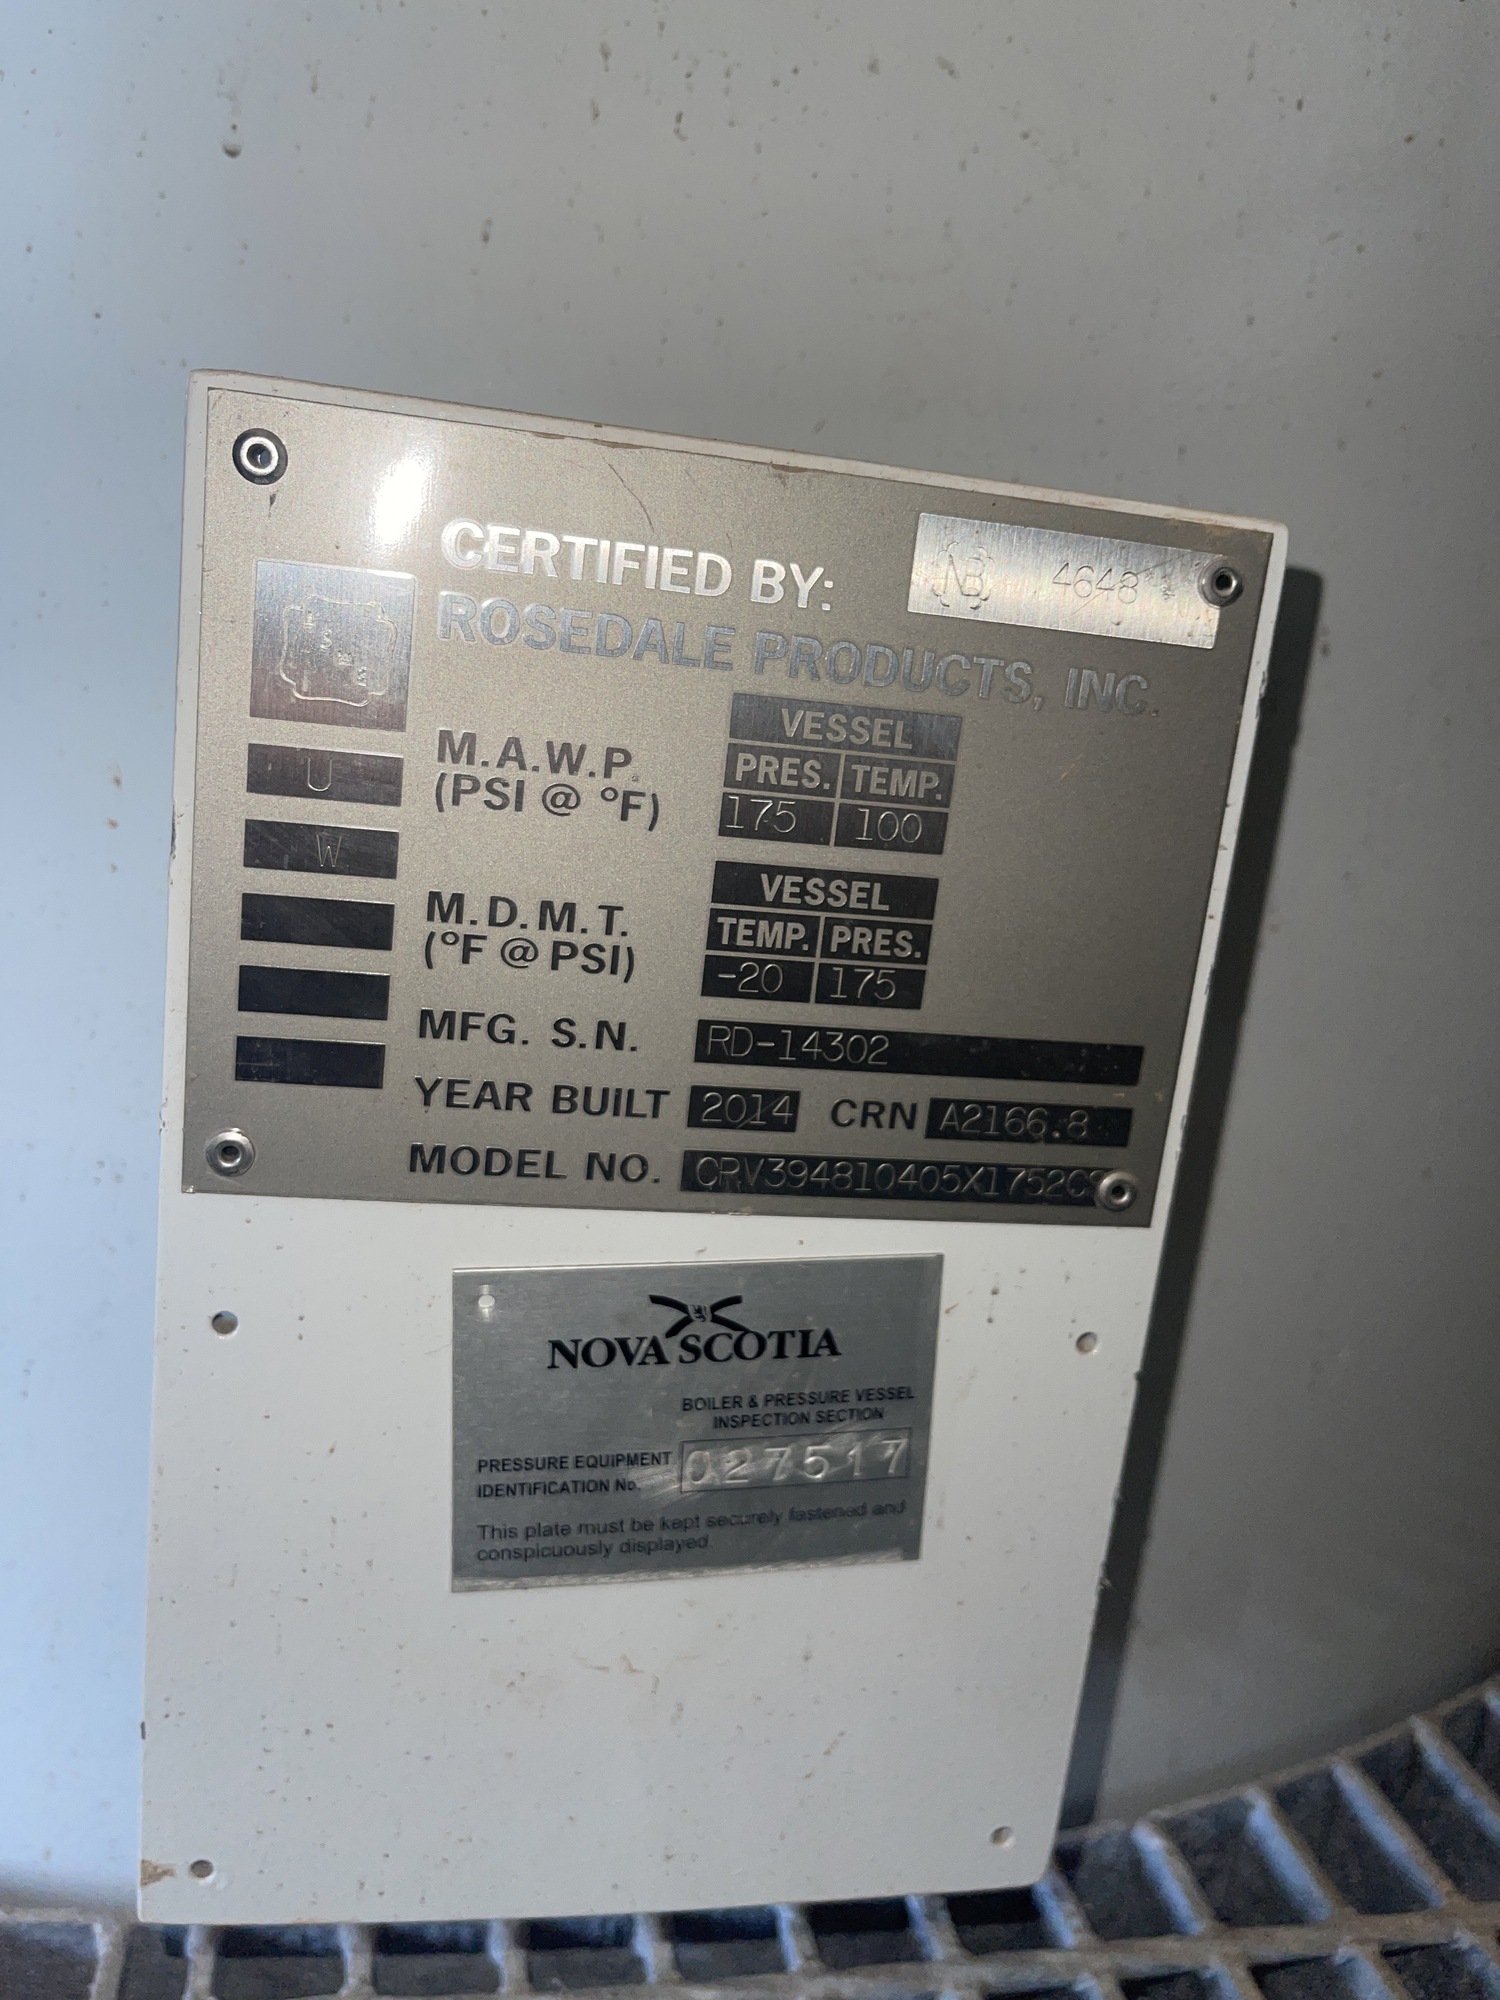 CERTIFIED BY:
NB 4648
ROSEDALE PRODUCTS, INC.
U
W
M.A.W.P.
(PSI @ °F)
VESSEL
PRES. TEMP.
175 100
M.D.M.T.
(°F @ PSI)
VESSEL
TEMP. PRES.
-20 175
MFG. S.N. RD-14302
YEAR BUILT 2014 CRN A2166.8
MODEL NO.
NOVA SCOTIA
BOILER & PRESSURE VESSEL
INSPECTION SECTION
PRESSURE EQUIPMENT
IDENTIFICATION No. 027517
This plate must be kept securely fastened and
conspicuously displayed.